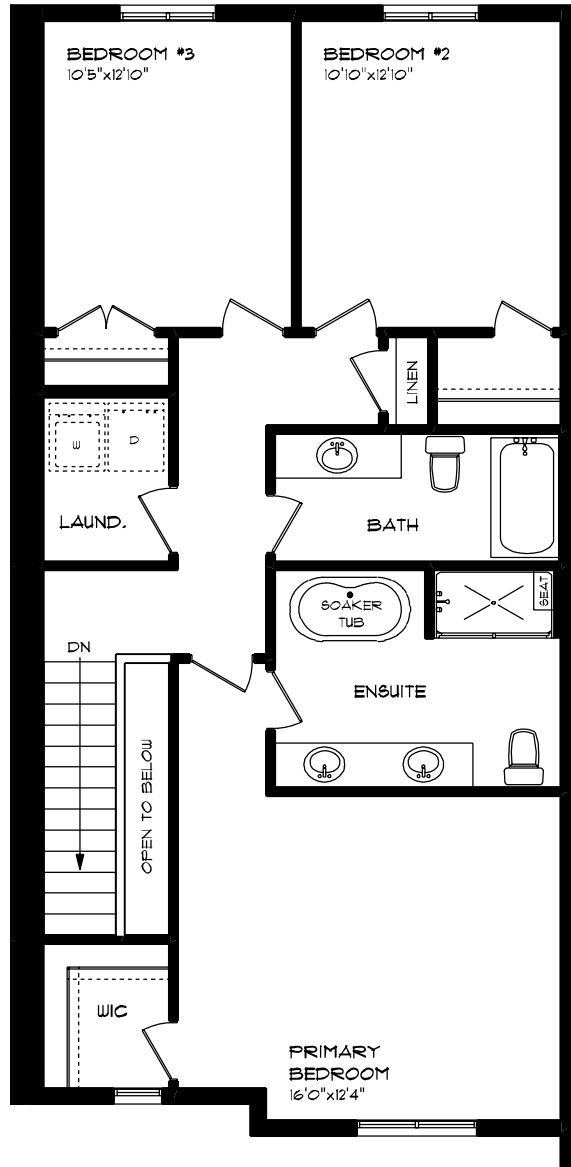 BEDROOM #3
10'5"x12'10"
BEDROOM #2
10'10"x12'10"
LINEN
W
D
LAUND.
BATH
SOAKER
TUB
SEAT
DN
ENSUITE
OPEN TO BELOW
WIC
PRIMARY
BEDROOM
16'0"x12'4"